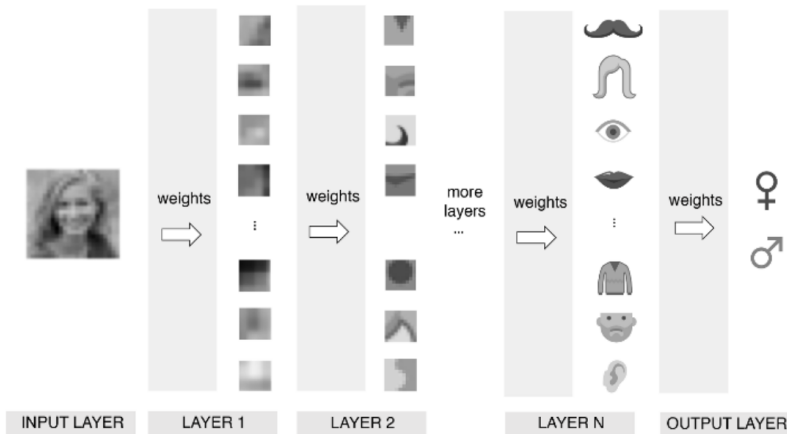 weights
weights
more
layers
...
weights
weights
INPUT LAYER
LAYER 1
LAYER 2
LAYER N
OUTPUT LAYER